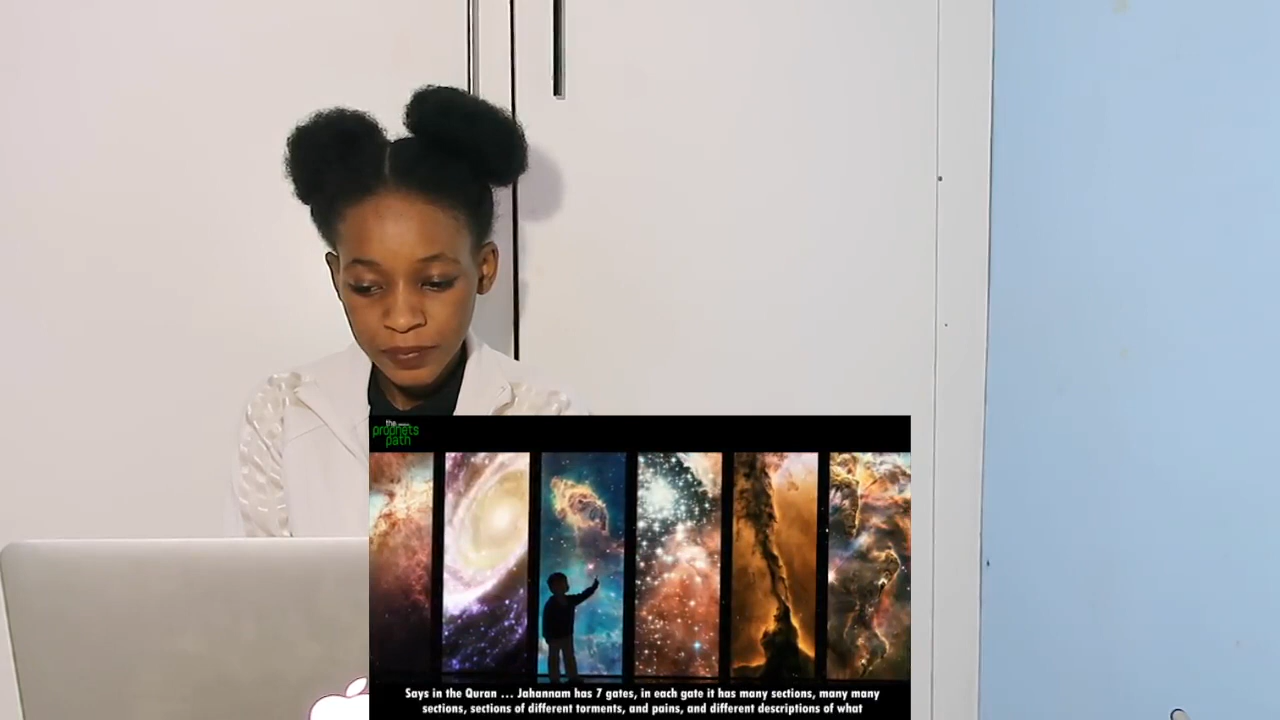 the
prophets
path
Says in the Quran ... Jahannam has 7 gates, in each gate it has many sections, many many
sections, sections of different torments, and pains, and different descriptions of what